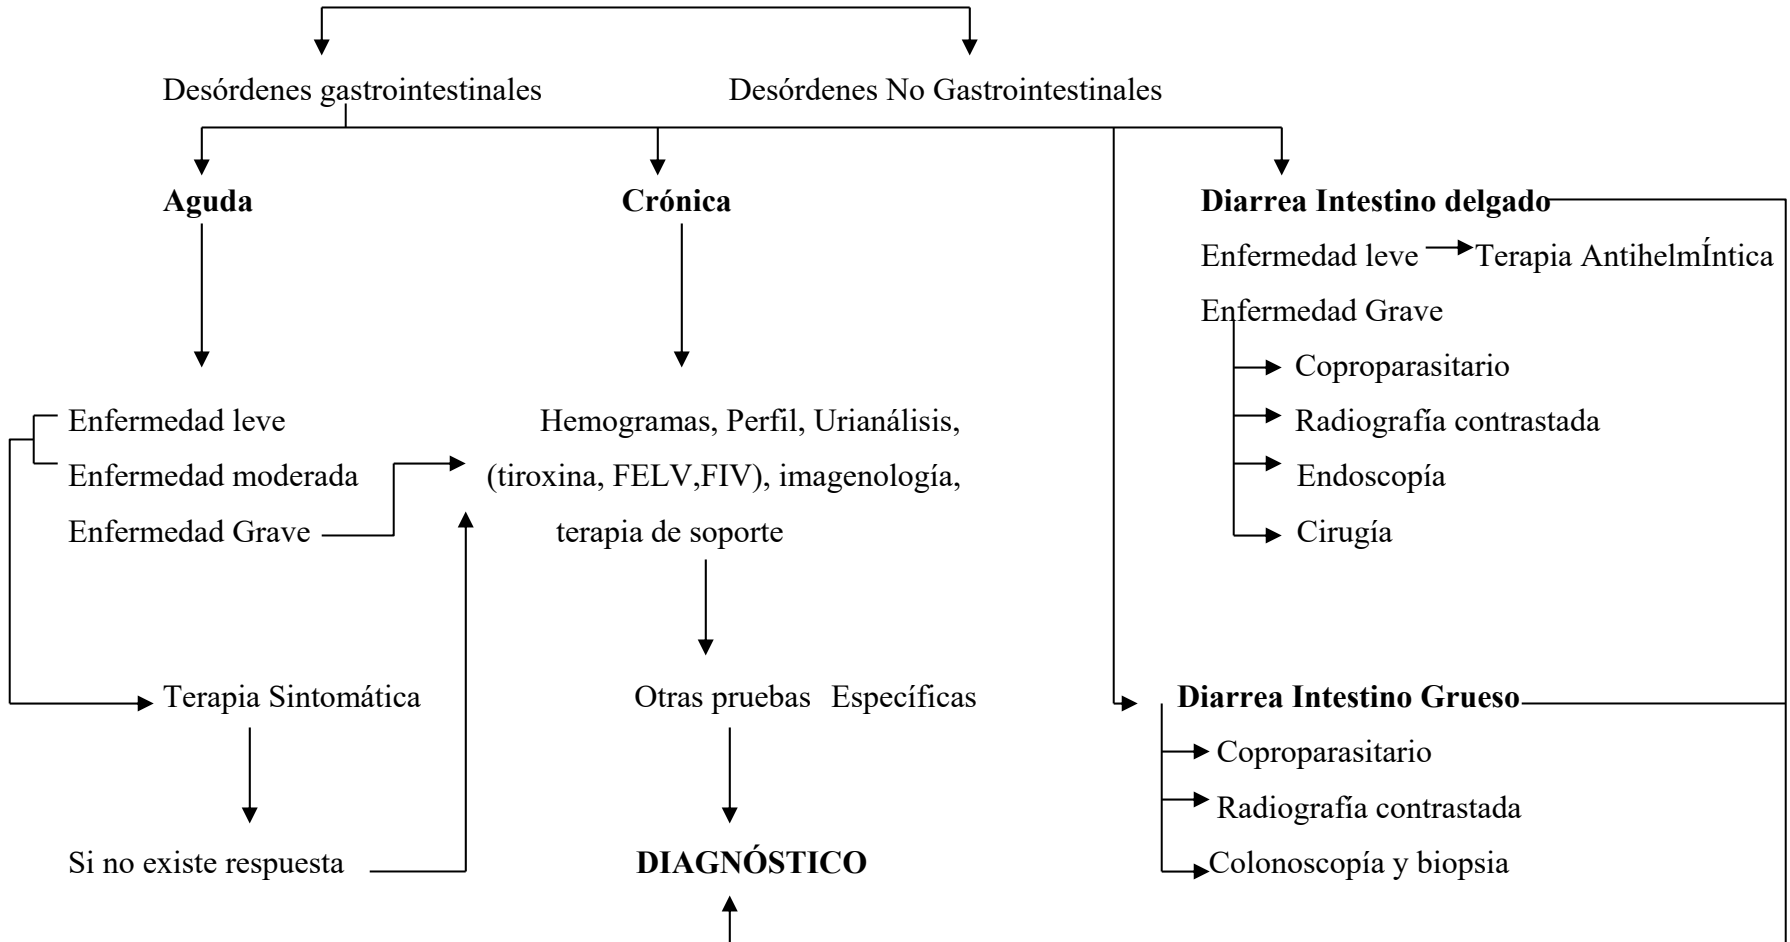 Desórdenes gastrointestinales
Desórdenes No Gastrointestinales
Aguda
Crónica
Diarrea Intestino delgado
Enfermedad leve
Terapia AntihelmÍntica
Enfermedad Grave
Coproparasitario
Radiografía contrastada
Endoscopía
Cirugía
Enfermedad leve
Enfermedad moderada
Enfermedad Grave
Hemogramas, Perfil, Urianálisis,
(tiroxina, FELV,FIV), imagenología,
terapia de soporte
Terapia Sintomática
Otras pruebas Específicas
Diarrea Intestino Grueso
Coproparasitario
Radiografía contrastada
Colonoscopía y biopsia
Si no existe respuesta
DIAGNÓSTICO